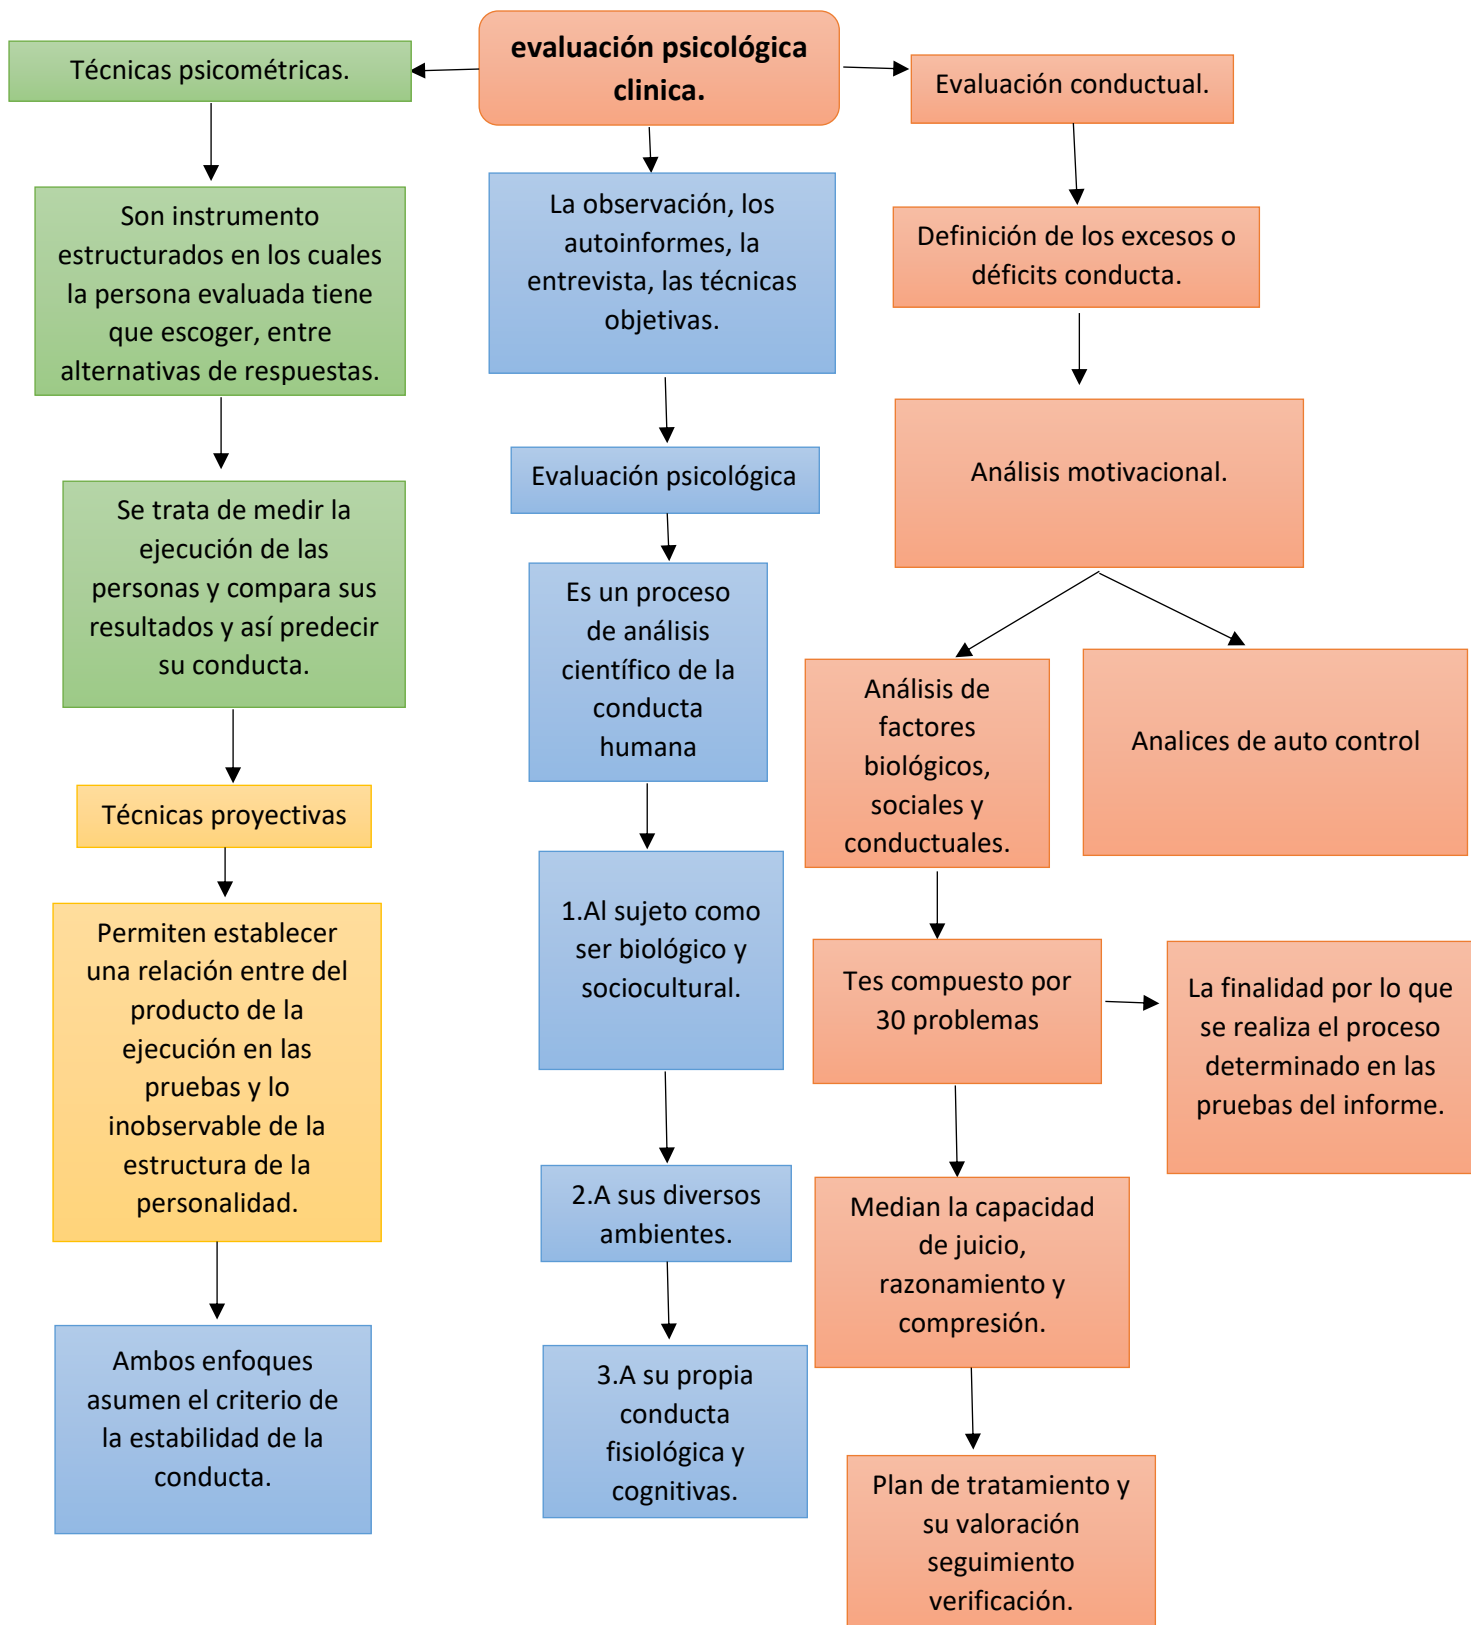 evaluación psicológica
clinica.
Técnicas psicométricas.
Son instrumento
estructurados en los cuales
la persona evaluada tiene
que escoger, entre
alternativas de respuestas.
Se trata de medir la
ejecución de las
personas y compara sus
resultados y así predecir
su conducta.
Técnicas proyectivas
Permiten establecer
una relación entre del
producto de la
ejecución en las
pruebas y lo
inobservable de la
estructura de la
personalidad.
Ambos enfoques
asumen el criterio de
la estabilidad de la
conducta.
La observación, los
autoinformes, la
entrevista, las técnicas
objetivas.
Evaluación psicológica
Es un proceso
de análisis
científico de la
conducta
humana
1.Al sujeto como
ser biológico y
sociocultural.
2.A sus diversos
ambientes.
3.A su propia
conducta
fisiológica y
cognitivas.
Evaluación conductual.
Definición de los excesos o
déficits conducta.
Análisis motivacional.
Análisis de
factores
biológicos,
sociales y
conductuales.
Analices de auto control
Tes compuesto por
30 problemas
La finalidad por lo que
se realiza el proceso
determinado en las
pruebas del informe.
Median la capacidad
de juicio,
razonamiento y
compresión.
Plan de tratamiento y
su valoración
seguimiento
verificación.